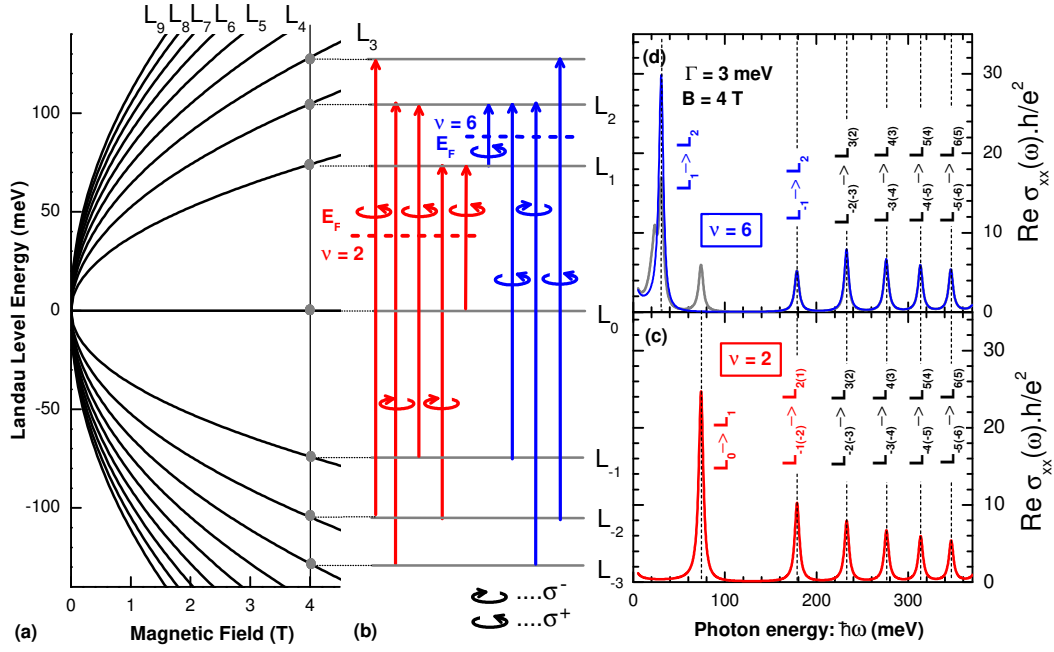 L9 L8 L7 L6 L5 L4
L3
100
50
0
-50
-100
Landau Level Energy (meV)
0 1 2 3 4
Magnetic Field (T)
(a)
L2
L1
L0
L-1
L-2
L-3
ν = 6
EF
EF
ν = 2
....σ-
....σ+
(b)
(d)
Γ = 3 meV
B = 4 T
L1 –> L2
ν = 6
L-1 –> L2
L-2(-3) –> L3(2)
L-3(-4) –> L4(3)
L-4(-5) –> L5(4)
L-5(-6) –> L6(5)
30
20
10
0
Re σxx(ω).h/e2
(c)
ν = 2
L0 –> L1
L-1(-2) –> L2(1)
L-2(-3) –> L3(2)
L-3(-4) –> L4(3)
L-4(-5) –> L5(4)
L-5(-6) –> L6(5)
30
20
10
0
Re σxx(ω).h/e2
0 100 200 300
Photon energy: ħω (meV)